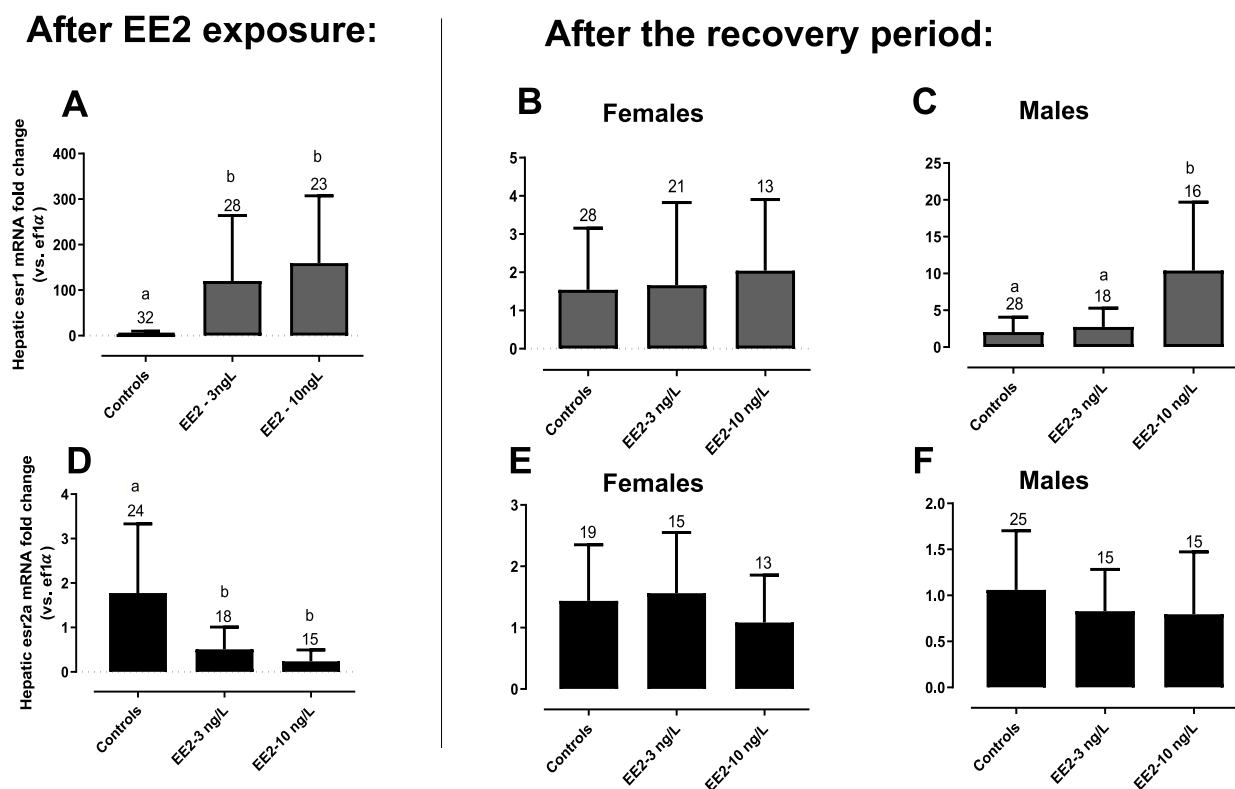 After EE2 exposure:
After the recovery period:
A
Hepatic esr1 mRNA fold change
(vs. ef1α)
400
300
200
100
0
a
32
b
28
b
23
Controls
EE2 - 3ngL
EE2 - 10ngL
B
Females
5
4
3
2
1
0
28
21
13
Controls
EE2-3 ng/L
EE2-10 ng/L
C
Males
25
20
15
10
5
0
a
28
a
18
b
16
Controls
EE2-3 ng/L
EE2-10 ng/L
D
Hepatic esr2a mRNA fold change
(vs. ef1α)
4
3
2
1
0
a
24
b
18
b
15
Controls
EE2-3 ng/L
EE2-10 ng/L
E
Females
3
2
1
0
19
15
13
Controls
EE2-3 ng/L
EE2-10 ng/L
F
Males
2.0
1.5
1.0
0.5
0.0
25
15
15
Controls
EE2-3 ng/L
EE2-10 ng/L